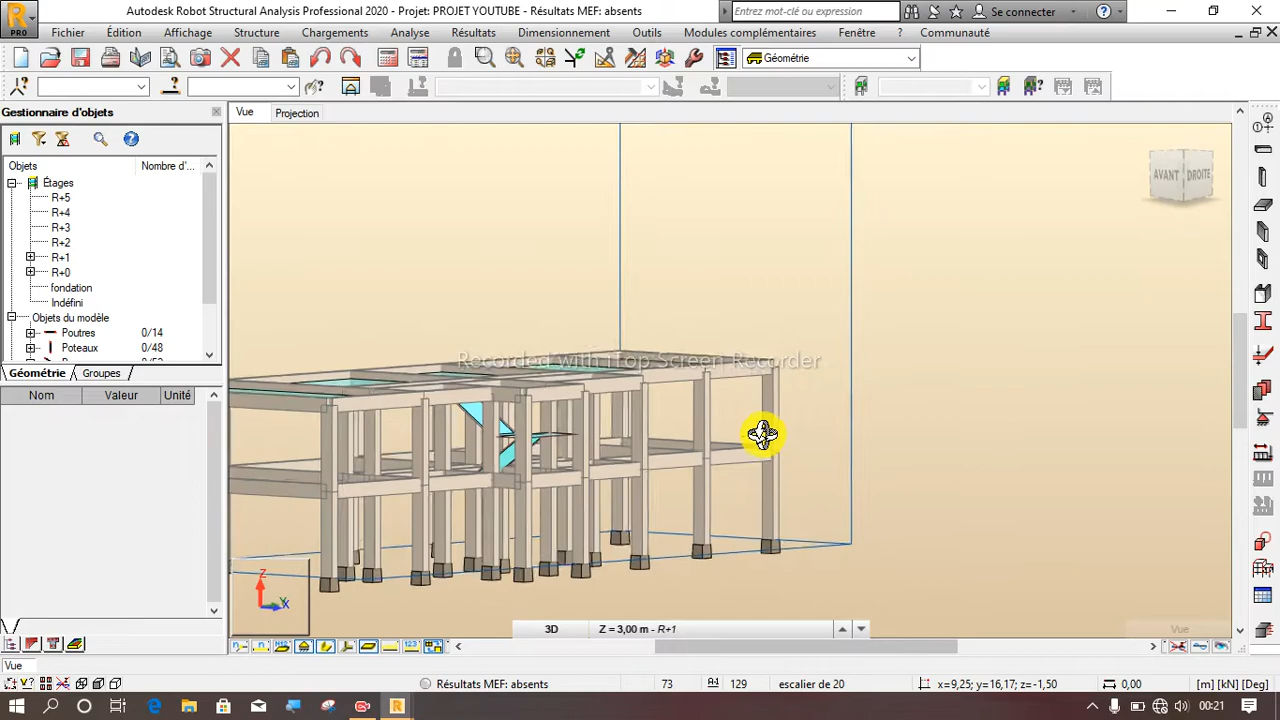 PRO
Autodesk Robot Structural Analysis Professional 2020 - Projet: PROJET YOUTUBE - Résultats MEF: absents
Entrez mot-clé ou expression
Se connecter
Fichier Édition Affichage Structure Chargements Analyse Résultats Dimensionnement Outils Modules complémentaires Fenêtre ? Communauté
Géométrie
Gestionnaire d'objets
Vue Projection
Objets Nombre d'...
Étages
R+5
R+4
R+3
R+2
R+1
R+0
fondation
Indéfini
Objets du modèle
Poutres 0/14
Poteaux 0/48
Géométrie Groupes
Nom Valeur Unité
AVANT DROITE
Recorded with iTop Screen Recorder
Z
X
3D Z = 3,00 m - R+1
Vue
Vue
Résultats MEF: absents 73 129 escalier de 20 x=9,25; y=16,17; z=-1,50 0,00 [m] [kN] [Deg]
00:21